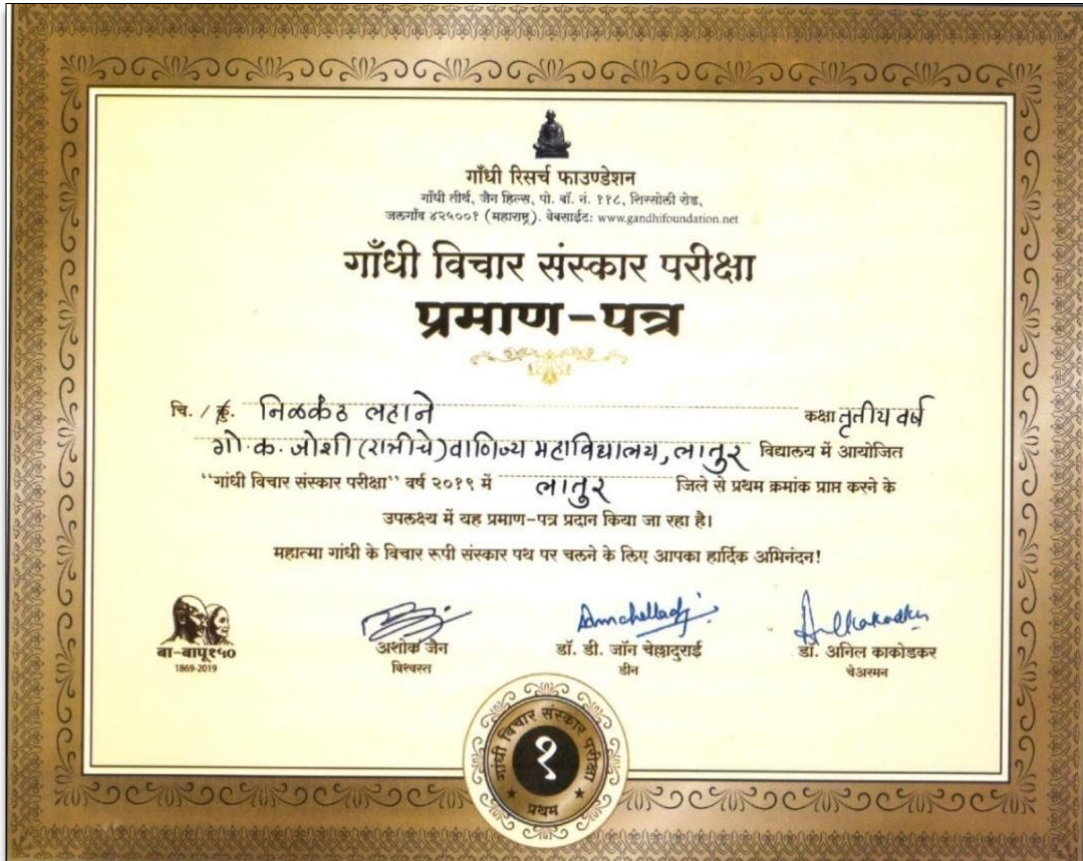 गाँधी रिसर्च फाउण्डेशन
गाँधी तीर्थ, जैन हिल्स, पो. बॉ. नं. ११८, शिरसोली रोड,
जलगाँव ४२५००१ (महाराष्ट्र). वेबसाईट: www.gandhifoundation.net
गाँधी विचार संस्कार परीक्षा
प्रमाण-पत्र
चि. / कु. निळकंठ लहाने कक्षा तृतीय वर्ष
गो. क. जोशी (रात्रीचे) वाणिज्य महाविद्यालय, लातुर विद्यालय में आयोजित
"गांधी विचार संस्कार परीक्षा" वर्ष २०१९ में लातुर जिले से प्रथम क्रमांक प्राप्त करने के
उपलक्ष्य में यह प्रमाण-पत्र प्रदान किया जा रहा है।
महात्मा गांधी के विचार रूपी संस्कार पथ पर चलने के लिए आपका हार्दिक अभिनंदन!
बा-बापू१५०
1869-2019
अशोक जैन
विश्वस्त
डॉ. डी. जॉन चेल्लादुराई
डीन
डॉ. अनिल काकोडकर
चेअरमन
गांधी विचार संस्कार परीक्षा
१
प्रथम